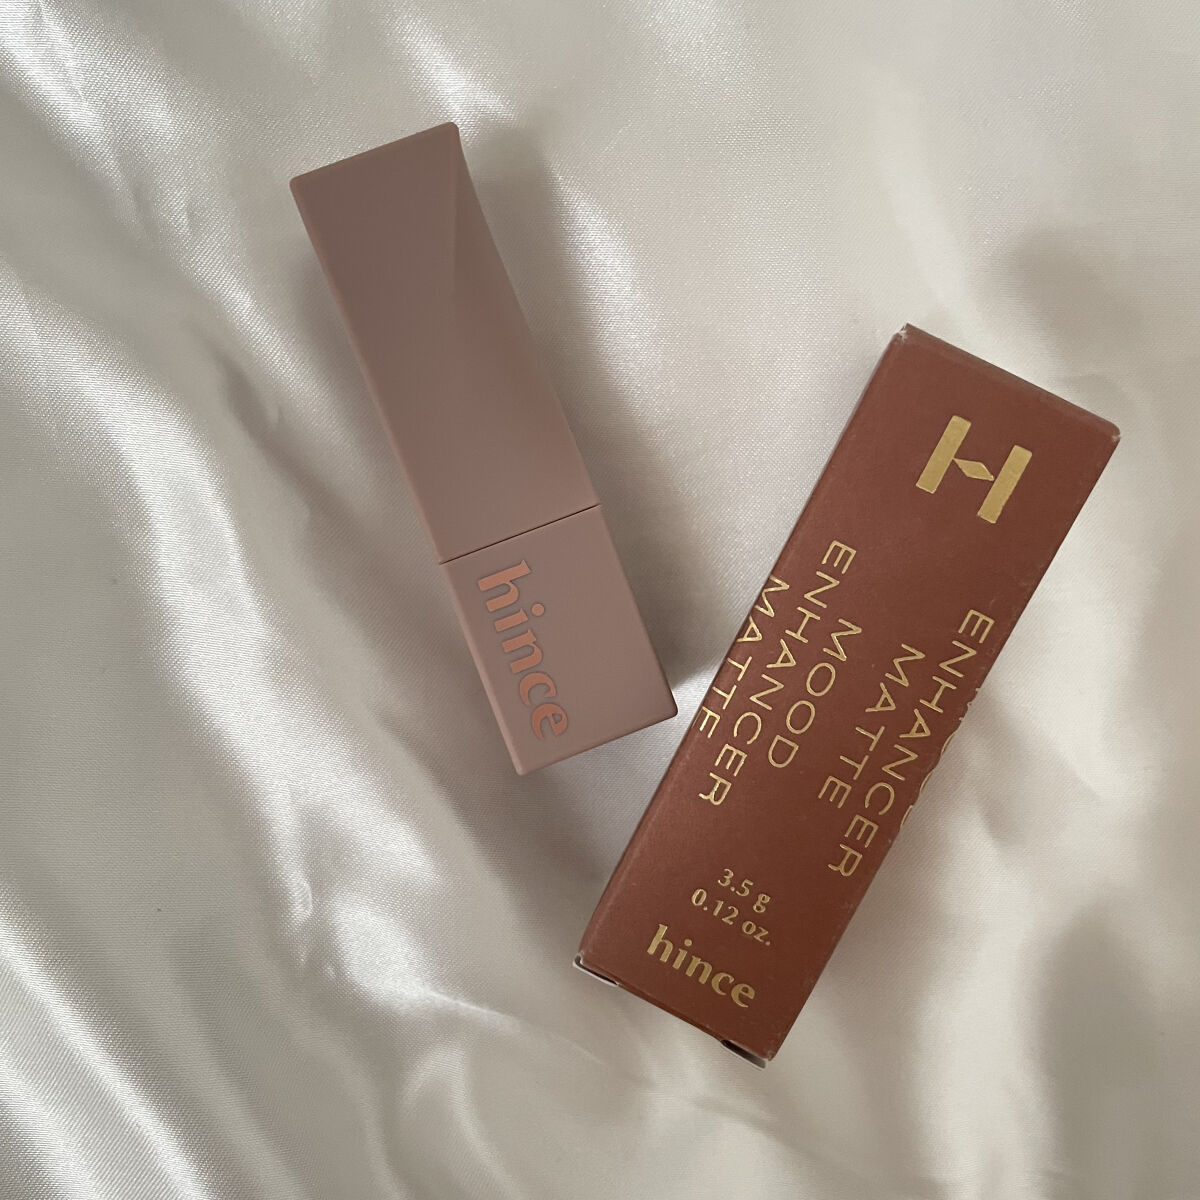 hince
H
ENHANCER
MATTE
MOOD
ENHANCER
MATTE
3.5 g
0.12 oz.
hince